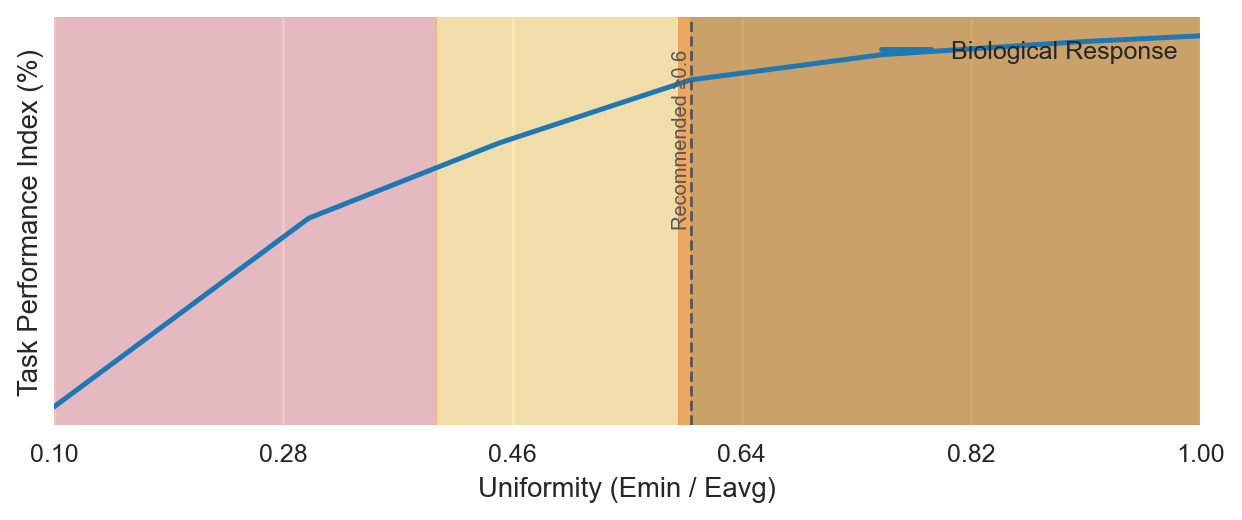 Task Performance Index (%)
Biological Response
Recommended ≥0.6
0.10 0.28 0.46 0.64 0.82 1.00
Uniformity (Emin / Eavg)